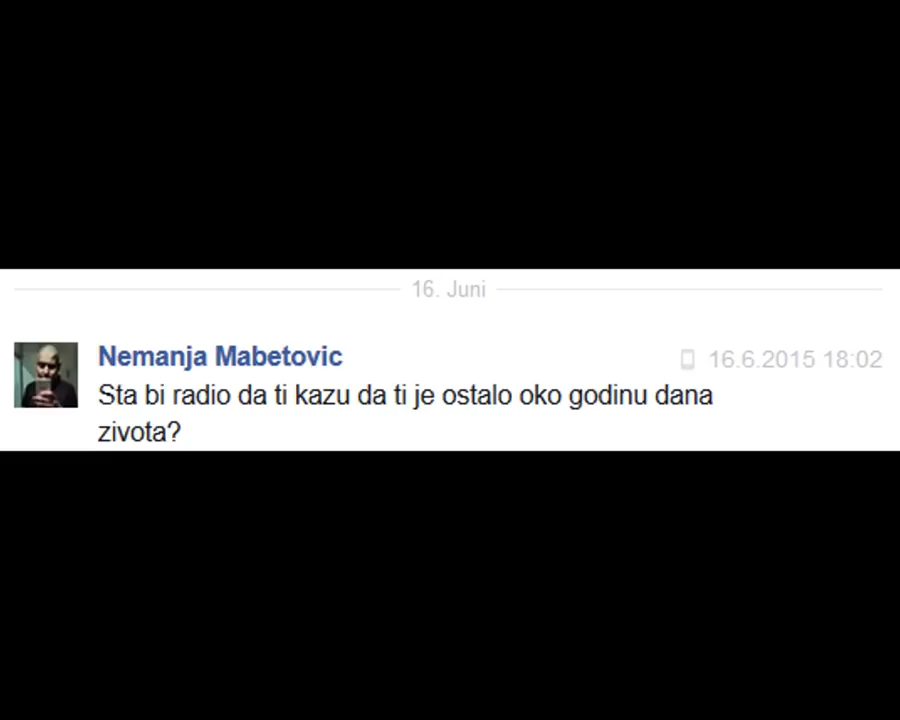 16. Juni
Nemanja Mabetovic 16.6.2015 18:02
Sta bi radio da ti kazu da ti je ostalo oko godinu dana
zivota?